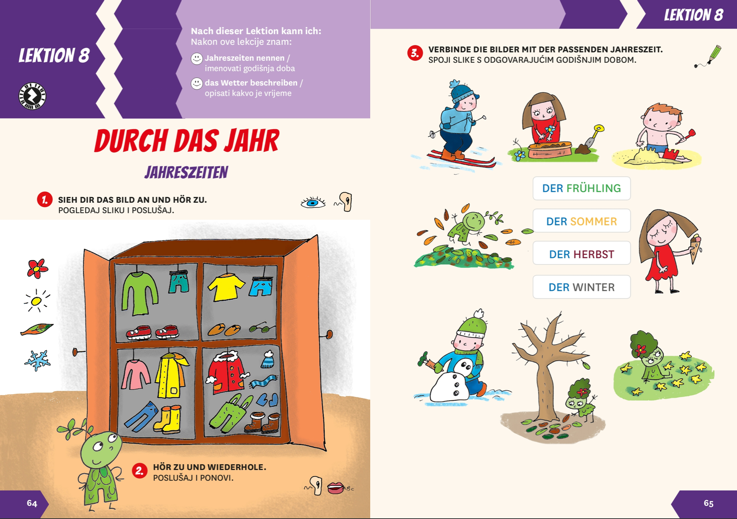 LEKTION 8
Nach dieser Lektion kann ich:
Nakon ove lekcije znam:
Jahreszeiten nennen /
imenovati godišnja doba
das Wetter beschreiben /
opisati kakvo je vrijeme
DURCH DAS JAHR
JAHRESZEITEN
1. SIEH DIR DAS BILD AN UND HÖR ZU.
POGLEDAJ SLIKU I POSLUŠAJ.
2. HÖR ZU UND WIEDERHOLE.
POSLUŠAJ I PONOVI.
64
LEKTION 8
3. VERBINDE DIE BILDER MIT DER PASSENDEN JAHRESZEIT.
SPOJI SLIKE S ODGOVARAJUĆIM GODIŠNJIM DOBOM.
DER FRÜHLING
DER SOMMER
DER HERBST
DER WINTER
65